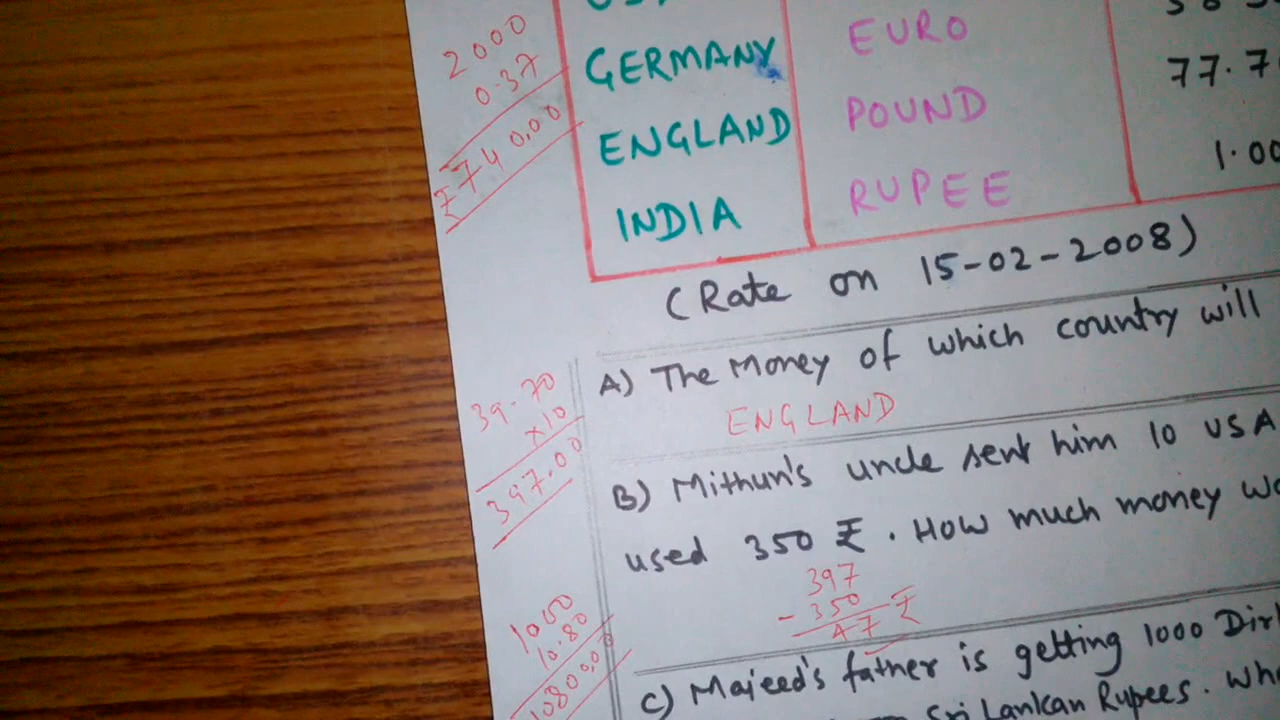 2000
0.37
₹740.00
GERMANY EURO
77.7
ENGLAND POUND
1.00
INDIA RUPEE
(Rate on 15-02-2008)
A) The Money of which country will
39.70
×10
397.00
ENGLAND
B) Mithun's uncle sent him 10 USA
used 350 ₹. How much money
397
- 350
47 ₹
1000
10.80
1080.00
C) Majeed's father is getting 1000
Sri Lankan Rupees.